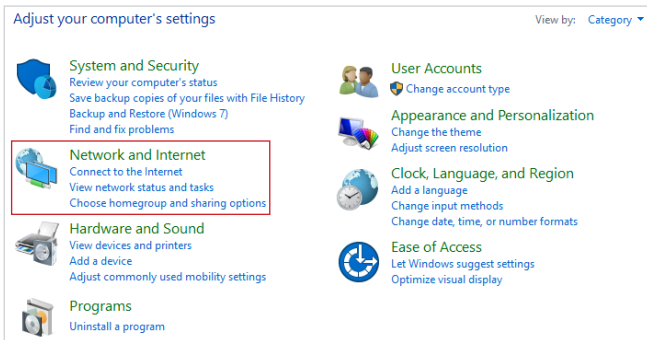 Adjust your computer's settings
View by: Category
System and Security
Review your computer's status
Save backup copies of your files with File History
Backup and Restore (Windows 7)
Find and fix problems
Network and Internet
Connect to the Internet
View network status and tasks
Choose homegroup and sharing options
Hardware and Sound
View devices and printers
Add a device
Adjust commonly used mobility settings
Programs
Uninstall a program
User Accounts
Change account type
Appearance and Personalization
Change the theme
Adjust screen resolution
Clock, Language, and Region
Add a language
Change input methods
Change date, time, or number formats
Ease of Access
Let Windows suggest settings
Optimize visual display